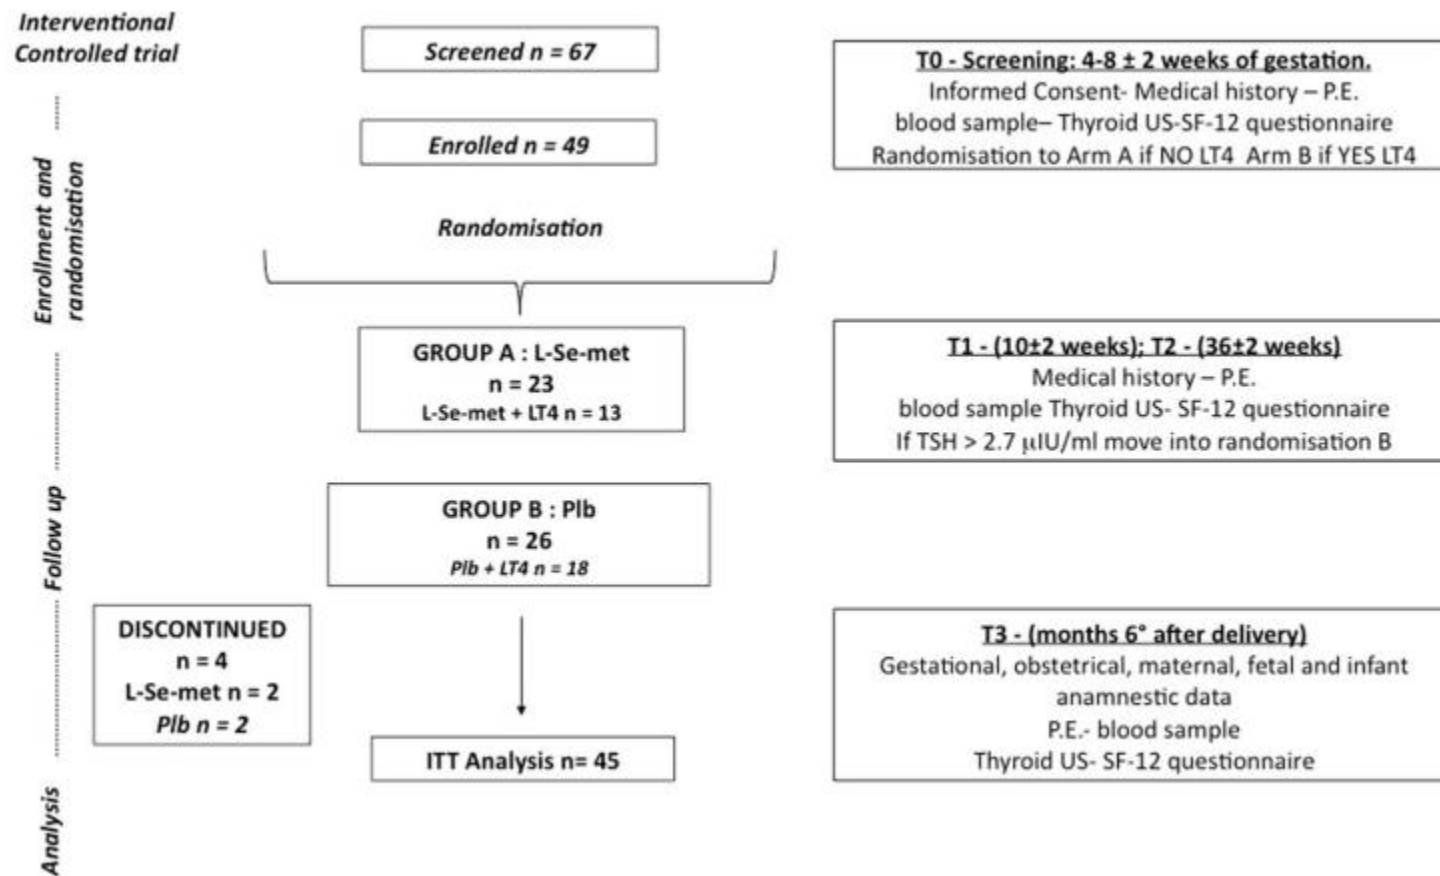 Interventional
Controlled trial
Screened n = 67
Enrolled n = 49
Enrollment and
randomisation
Randomisation
GROUP A : L-Se-met
n = 23
L-Se-met + LT4 n = 13
Follow up
GROUP B : Plb
n = 26
Plb + LT4 n = 18
DISCONTINUED
n = 4
L-Se-met n = 2
Plb n = 2
ITT Analysis n= 45
Analysis
T0 - Screening: 4-8 ± 2 weeks of gestation.
Informed Consent- Medical history – P.E.
blood sample– Thyroid US-SF-12 questionnaire
Randomisation to Arm A if NO LT4 Arm B if YES LT4
T1 - (10±2 weeks); T2 - (36±2 weeks)
Medical history – P.E.
blood sample Thyroid US- SF-12 questionnaire
If TSH > 2.7 μIU/ml move into randomisation B
T3 - (months 6° after delivery)
Gestational, obstetrical, maternal, fetal and infant
anamnestic data
P.E.- blood sample
Thyroid US- SF-12 questionnaire